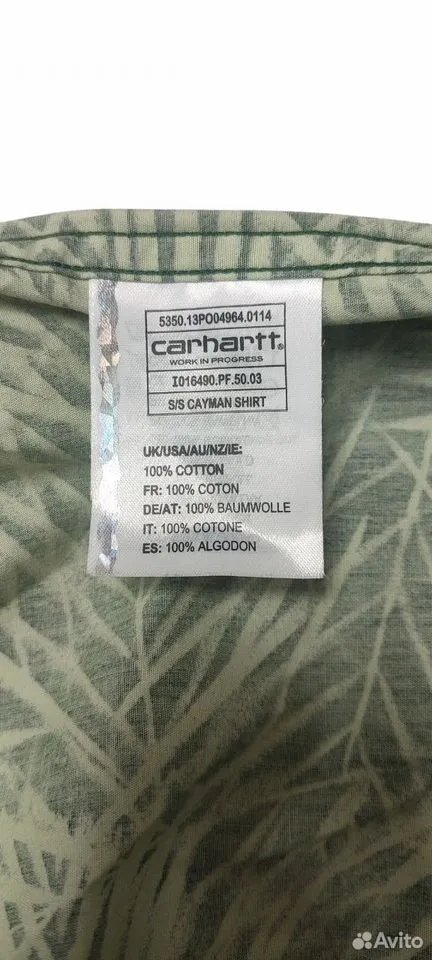 5350.13PO04964.0114
carhartt®
WORK IN PROGRESS
I016490.PF.50.03
S/S CAYMAN SHIRT
UK/USA/AU/NZ/IE:
100% COTTON
FR: 100% COTON
DE/AT: 100% BAUMWOLLE
IT: 100% COTONE
ES: 100% ALGODON
Avito